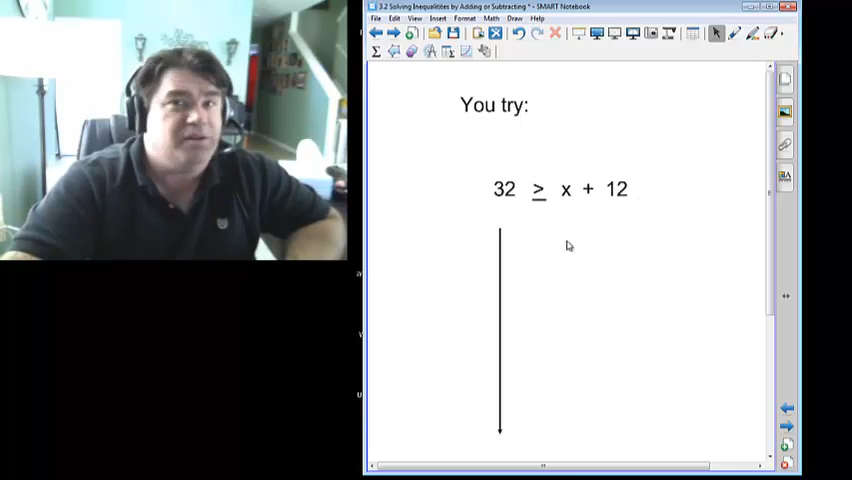 3.2 Solving Inequalitites by Adding or Subtracting * - SMART Notebook
File Edit View Insert Format Math Draw Help
You try:
32 ≥ x + 12